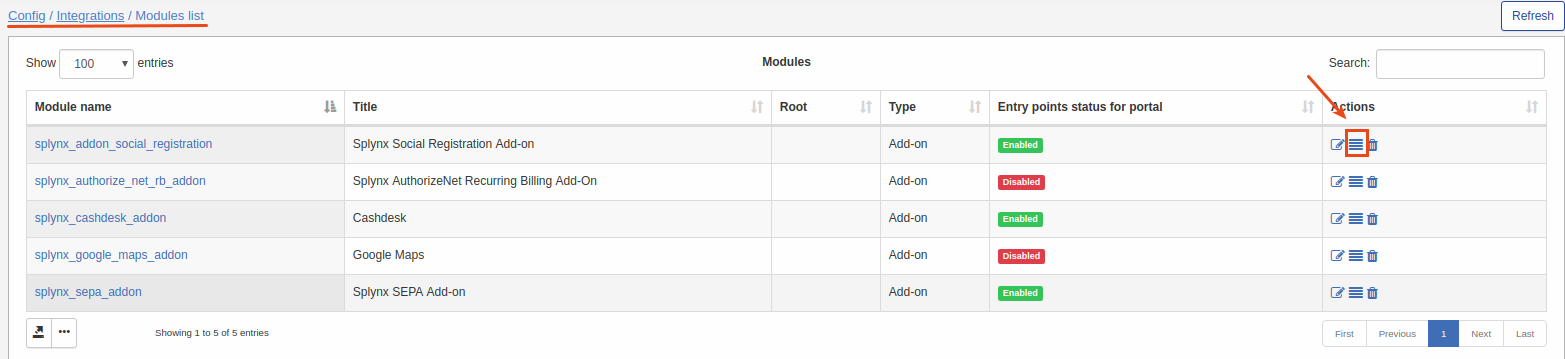 Config / Integrations / Modules list
Refresh
Show 100 entries
Modules
Search:
Module name Title Root Type Entry points status for portal Actions
splynx_addon_social_registration Splynx Social Registration Add-on Add-on Enabled
splynx_authorize_net_rb_addon Splynx AuthorizeNet Recurring Billing Add-On Add-on Disabled
splynx_cashdesk_addon Cashdesk Add-on Enabled
splynx_google_maps_addon Google Maps Add-on Disabled
splynx_sepa_addon Splynx SEPA Add-on Add-on Enabled
Showing 1 to 5 of 5 entries
First Previous 1 Next Last